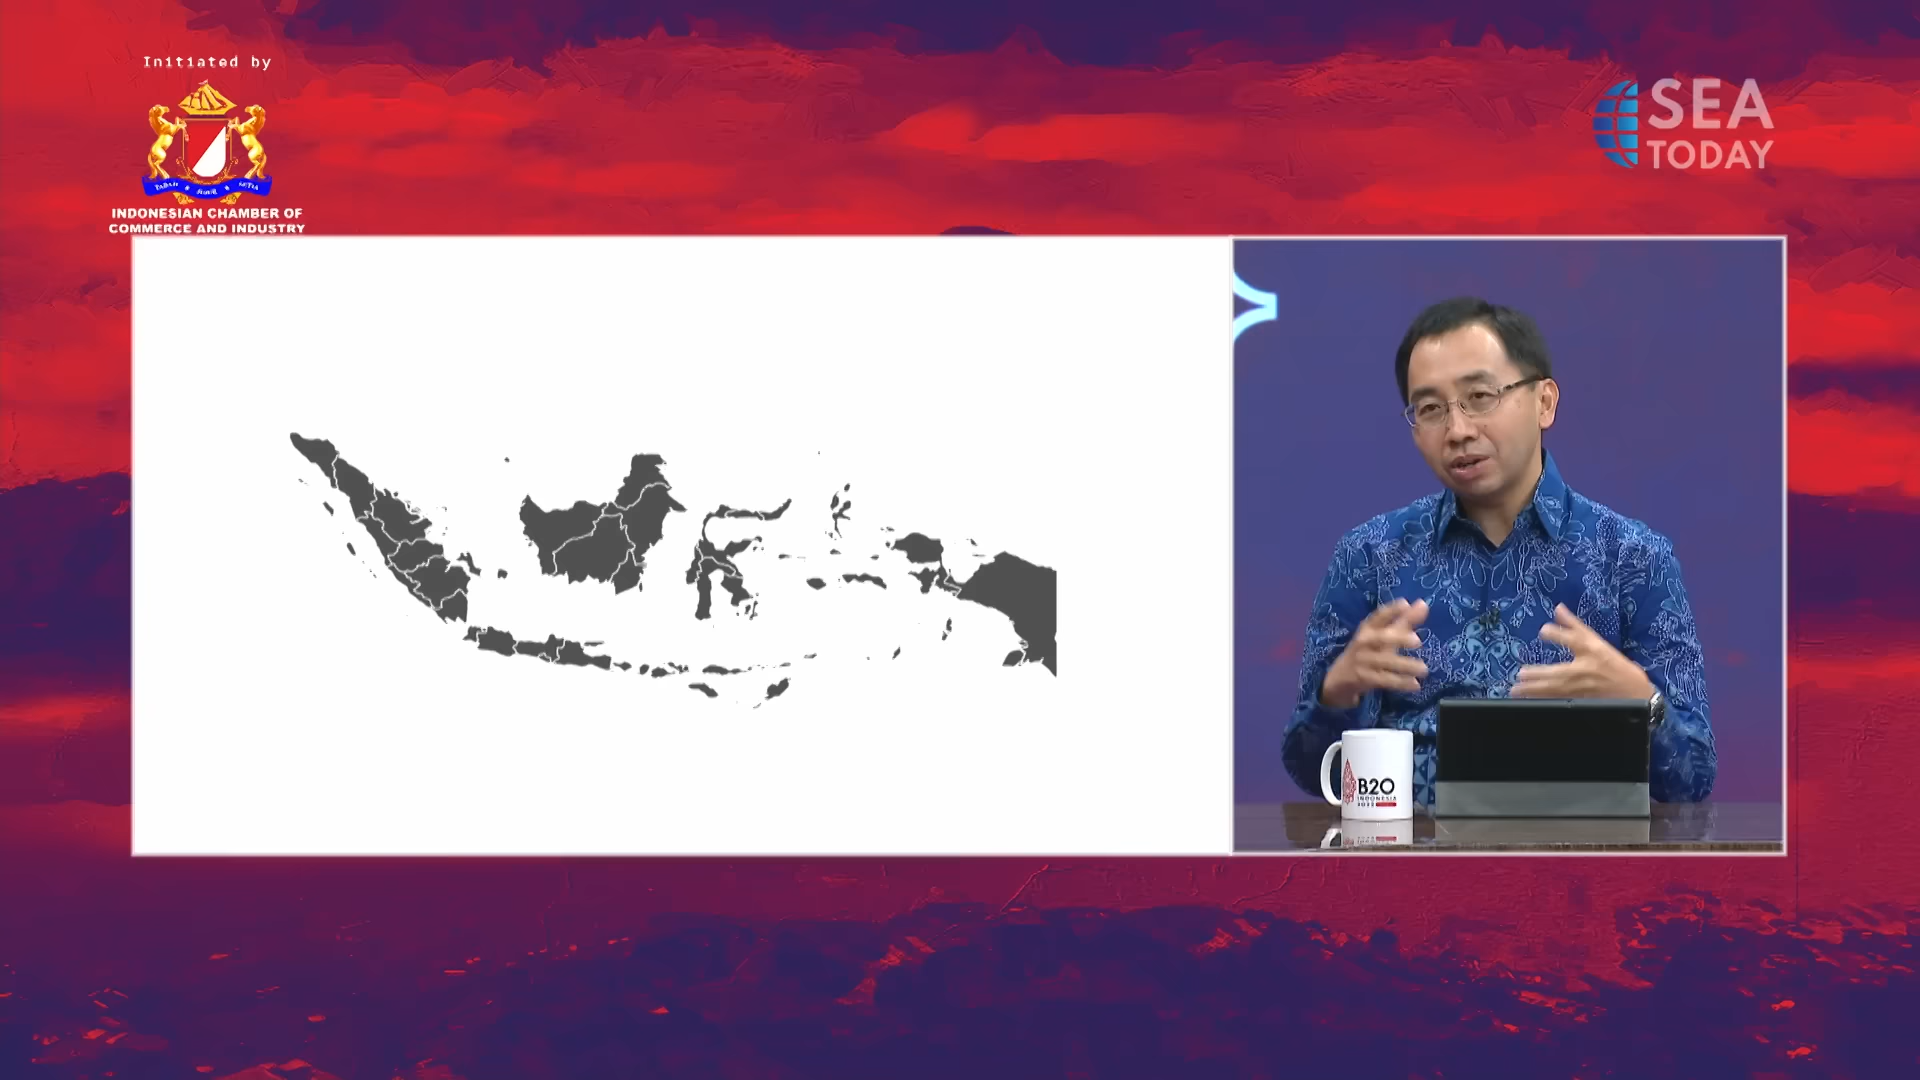 Initiated by
INDONESIAN CHAMBER OF
COMMERCE AND INDUSTRY
SEA
TODAY
B20
INDONESIA